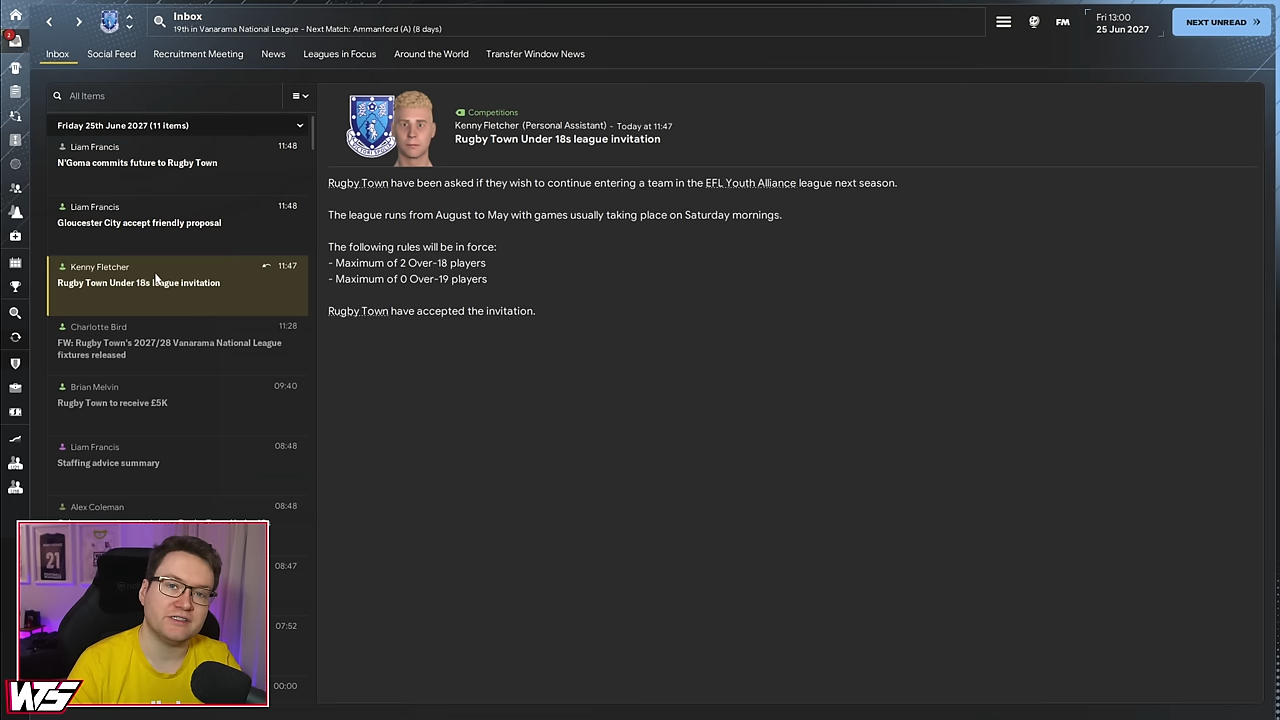 Inbox
19th in Vanarama National League - Next Match: Ammanford (A) (8 days)
FM
Fri 13:00
25 Jun 2027
NEXT UNREAD
2
Inbox
Social Feed
Recruitment Meeting
News
Leagues in Focus
Around the World
Transfer Window News
All Items
Friday 25th June 2027 (11 items)
Liam Francis
11:48
N'Goma commits future to Rugby Town
Liam Francis
11:48
Gloucester City accept friendly proposal
Kenny Fletcher
11:47
Rugby Town Under 18s league invitation
Charlotte Bird
11:28
FW: Rugby Town's 2027/28 Vanarama National League
fixtures released
Brian Melvin
09:40
Rugby Town to receive £5K
Liam Francis
08:48
Staffing advice summary
Alex Coleman
08:48
08:47
07:52
00:00
Competitions
Kenny Fletcher (Personal Assistant) - Today at 11:47
Rugby Town Under 18s league invitation
Rugby Town have been asked if they wish to continue entering a team in the EFL Youth Alliance league next season.
The league runs from August to May with games usually taking place on Saturday mornings.
The following rules will be in force:
- Maximum of 2 Over-18 players
- Maximum of 0 Over-19 players
Rugby Town have accepted the invitation.
21
WTS